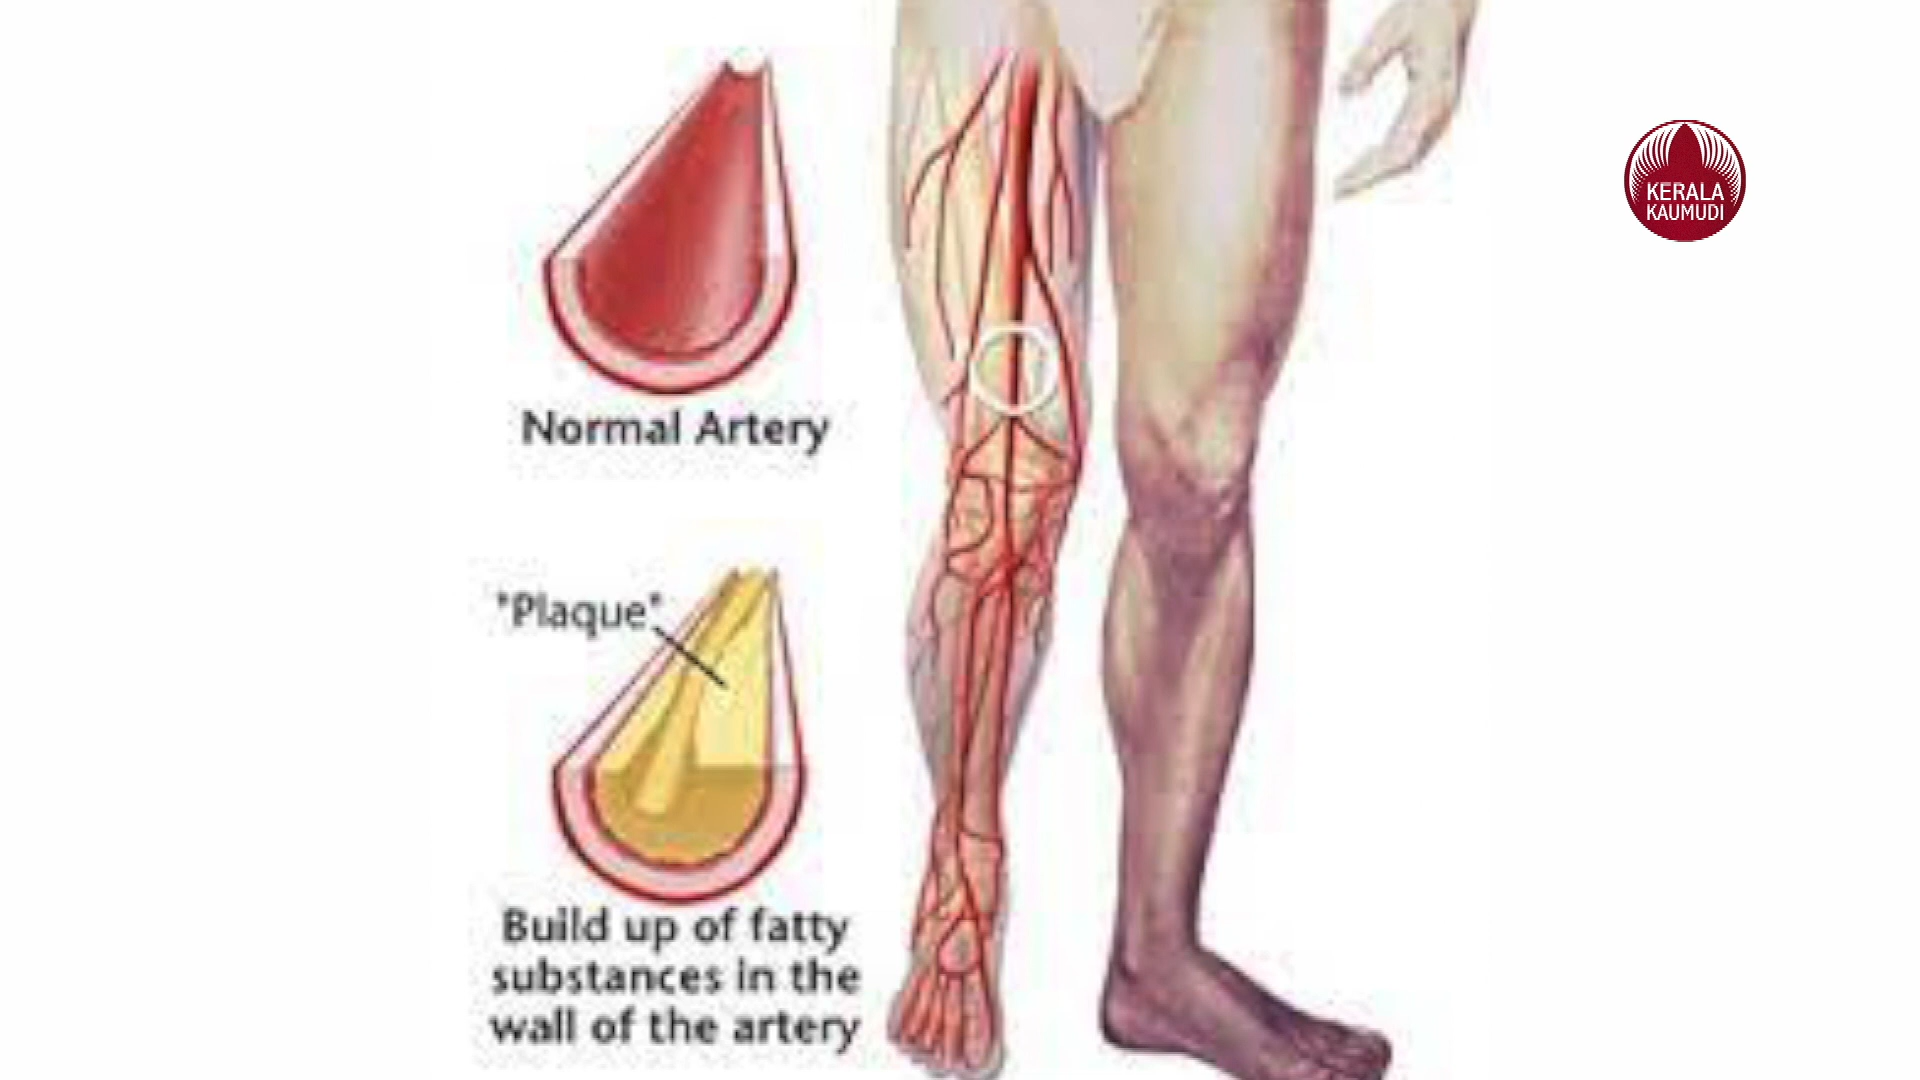 KERALA
KAUMUDI
Normal Artery
"Plaque"
Build up of fatty
substances in the
wall of the artery